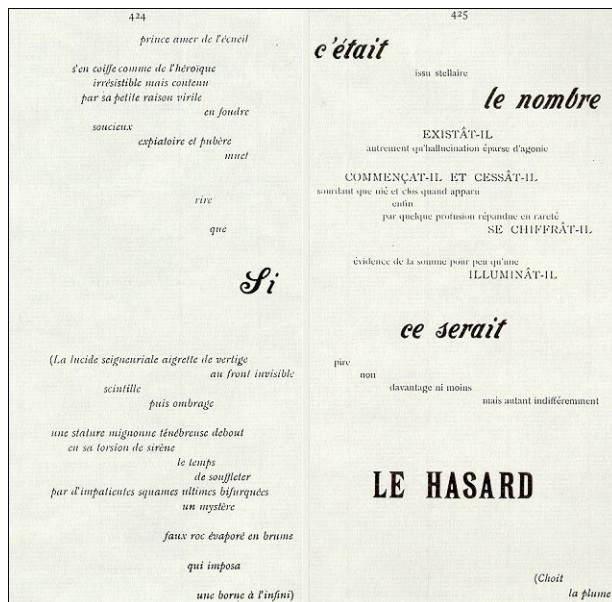 424
prince amer de l'écueil
s'en coiffe comme de l'héroïque
irrésistible mais contenu
par sa petite raison virile
en foudre
soucieux
expiatoire et pubère
muet
rire
que
Si
(La lucide seigneuriale aigrette de vertige
au front invisible
scintille
puis ombrage
une stature mignonne ténébreuse debout
en sa torsion de sirène
le temps
de souffleter
par d'impatientes squames ultimes bifurquées
un mystère
faux roc évaporé en brume
qui imposa
une borne à l'infini)
425
c'était
issu stellaire
le nombre
EXISTÂT-IL
autrement qu'hallucination éparse d'agonie
COMMENÇAT-IL ET CESSÂT-IL
sourdant que nié et clos quand apparu
enfin
par quelque profusion répandue en rareté
SE CHIFFRÂT-IL
évidence de la somme pour peu qu'une
ILLUMINÂT-IL
ce serait
pire
non
davantage ni moins
mais autant indifféremment
LE HASARD
(Choit
la plume